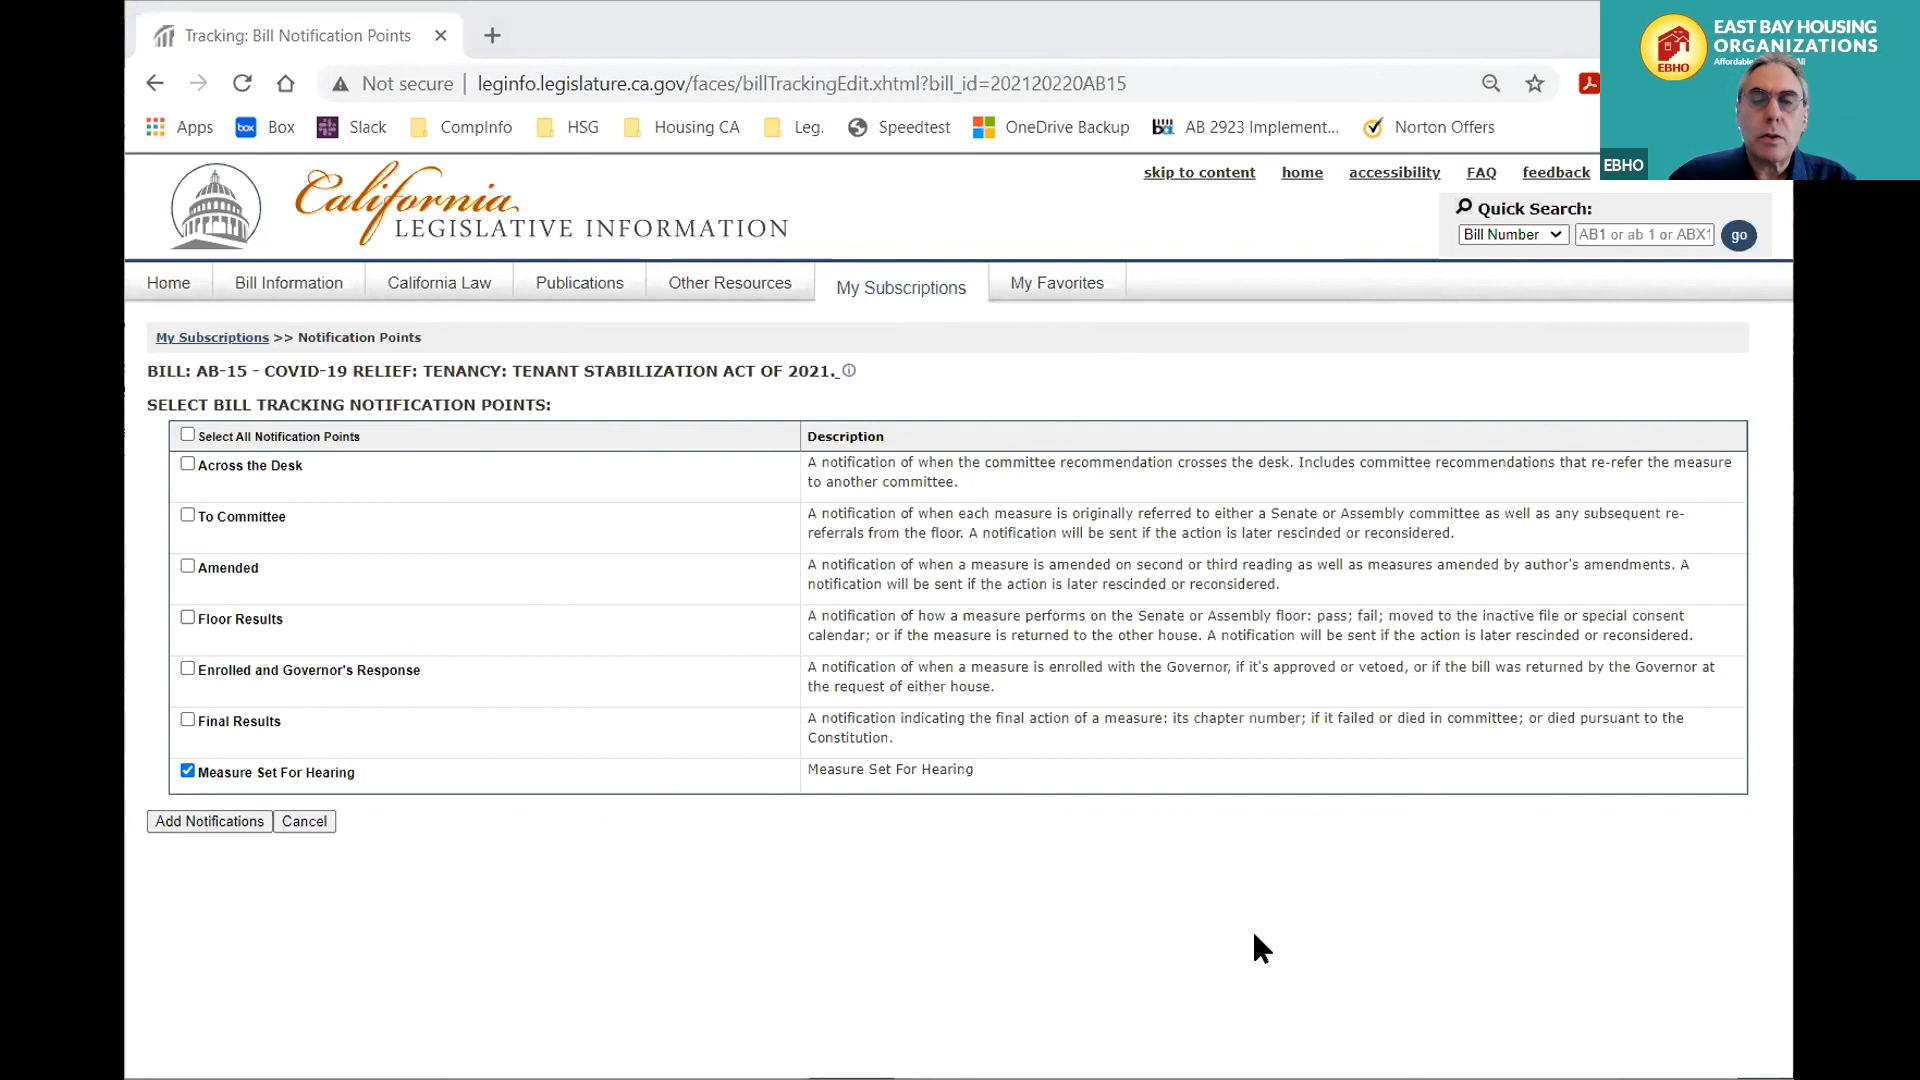 Tracking: Bill Notification Points
EAST BAY HOUSING
ORGANIZATIONS
EBHO
Not secure | leginfo.legislature.ca.gov/faces/billTrackingEdit.xhtml?bill_id=202120220AB15
Apps Box Slack CompInfo HSG Housing CA Leg. Speedtest OneDrive Backup AB 2923 Implement... Norton Offers
EBHO
skip to content home accessibility FAQ feedback
California
LEGISLATIVE INFORMATION
Quick Search:
Bill Number AB1 or ab 1 or ABX1 go
Home Bill Information California Law Publications Other Resources My Subscriptions My Favorites
My Subscriptions >> Notification Points
BILL: AB-15 - COVID-19 RELIEF: TENANCY: TENANT STABILIZATION ACT OF 2021.
SELECT BILL TRACKING NOTIFICATION POINTS:
Select All Notification Points Description
Across the Desk
A notification of when the committee recommendation crosses the desk. Includes committee recommendations that re-refer the measure
to another committee.
To Committee
A notification of when each measure is originally referred to either a Senate or Assembly committee as well as any subsequent re-
referrals from the floor. A notification will be sent if the action is later rescinded or reconsidered.
Amended
A notification of when a measure is amended on second or third reading as well as measures amended by author's amendments. A
notification will be sent if the action is later rescinded or reconsidered.
Floor Results
A notification of how a measure performs on the Senate or Assembly floor: pass; fail; moved to the inactive file or special consent
calendar; or if the measure is returned to the other house. A notification will be sent if the action is later rescinded or reconsidered.
Enrolled and Governor's Response
A notification of when a measure is enrolled with the Governor, if it's approved or vetoed, or if the bill was returned by the Governor at
the request of either house.
Final Results
A notification indicating the final action of a measure: its chapter number; if it failed or died in committee; or died pursuant to the
Constitution.
Measure Set For Hearing
Measure Set For Hearing
Add Notifications Cancel